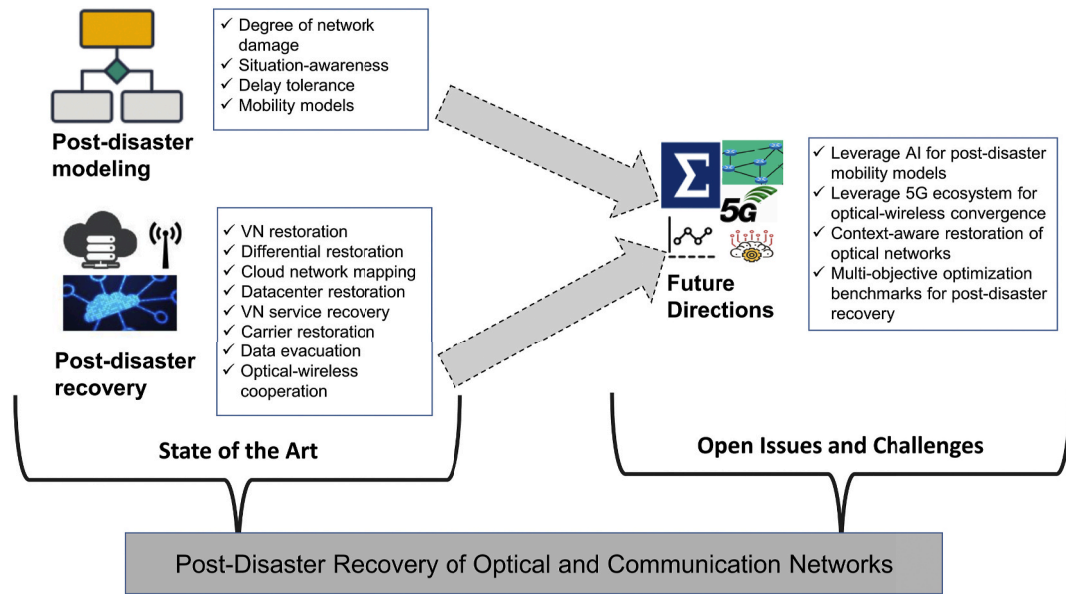 ✓ Degree of network
damage
✓ Situation-awareness
✓ Delay tolerance
✓ Mobility models
Post-disaster
modeling
✓ VN restoration
✓ Differential restoration
✓ Cloud network mapping
✓ Datacenter restoration
✓ VN service recovery
✓ Carrier restoration
✓ Data evacuation
✓ Optical-wireless
cooperation
Post-disaster
recovery
State of the Art
Σ
5G
Future
Directions
✓ Leverage AI for post-disaster
mobility models
✓ Leverage 5G ecosystem for
optical-wireless convergence
✓ Context-aware restoration of
optical networks
✓ Multi-objective optimization
benchmarks for post-disaster
recovery
Open Issues and Challenges
Post-Disaster Recovery of Optical and Communication Networks